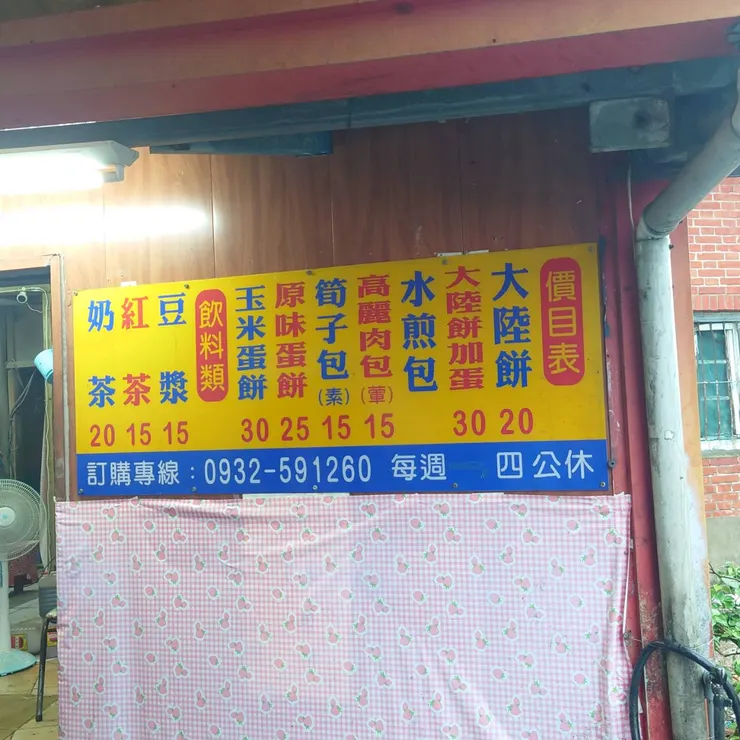 價目表
大陸餅 20
大陸餅加蛋 30
水煎包
高麗肉包(葷) 15
筍子包(素) 15
原味蛋餅 25
玉米蛋餅 30
飲料類
豆漿 15
紅茶 15
奶茶 20
訂購專線：0932-591260 每週 四公休